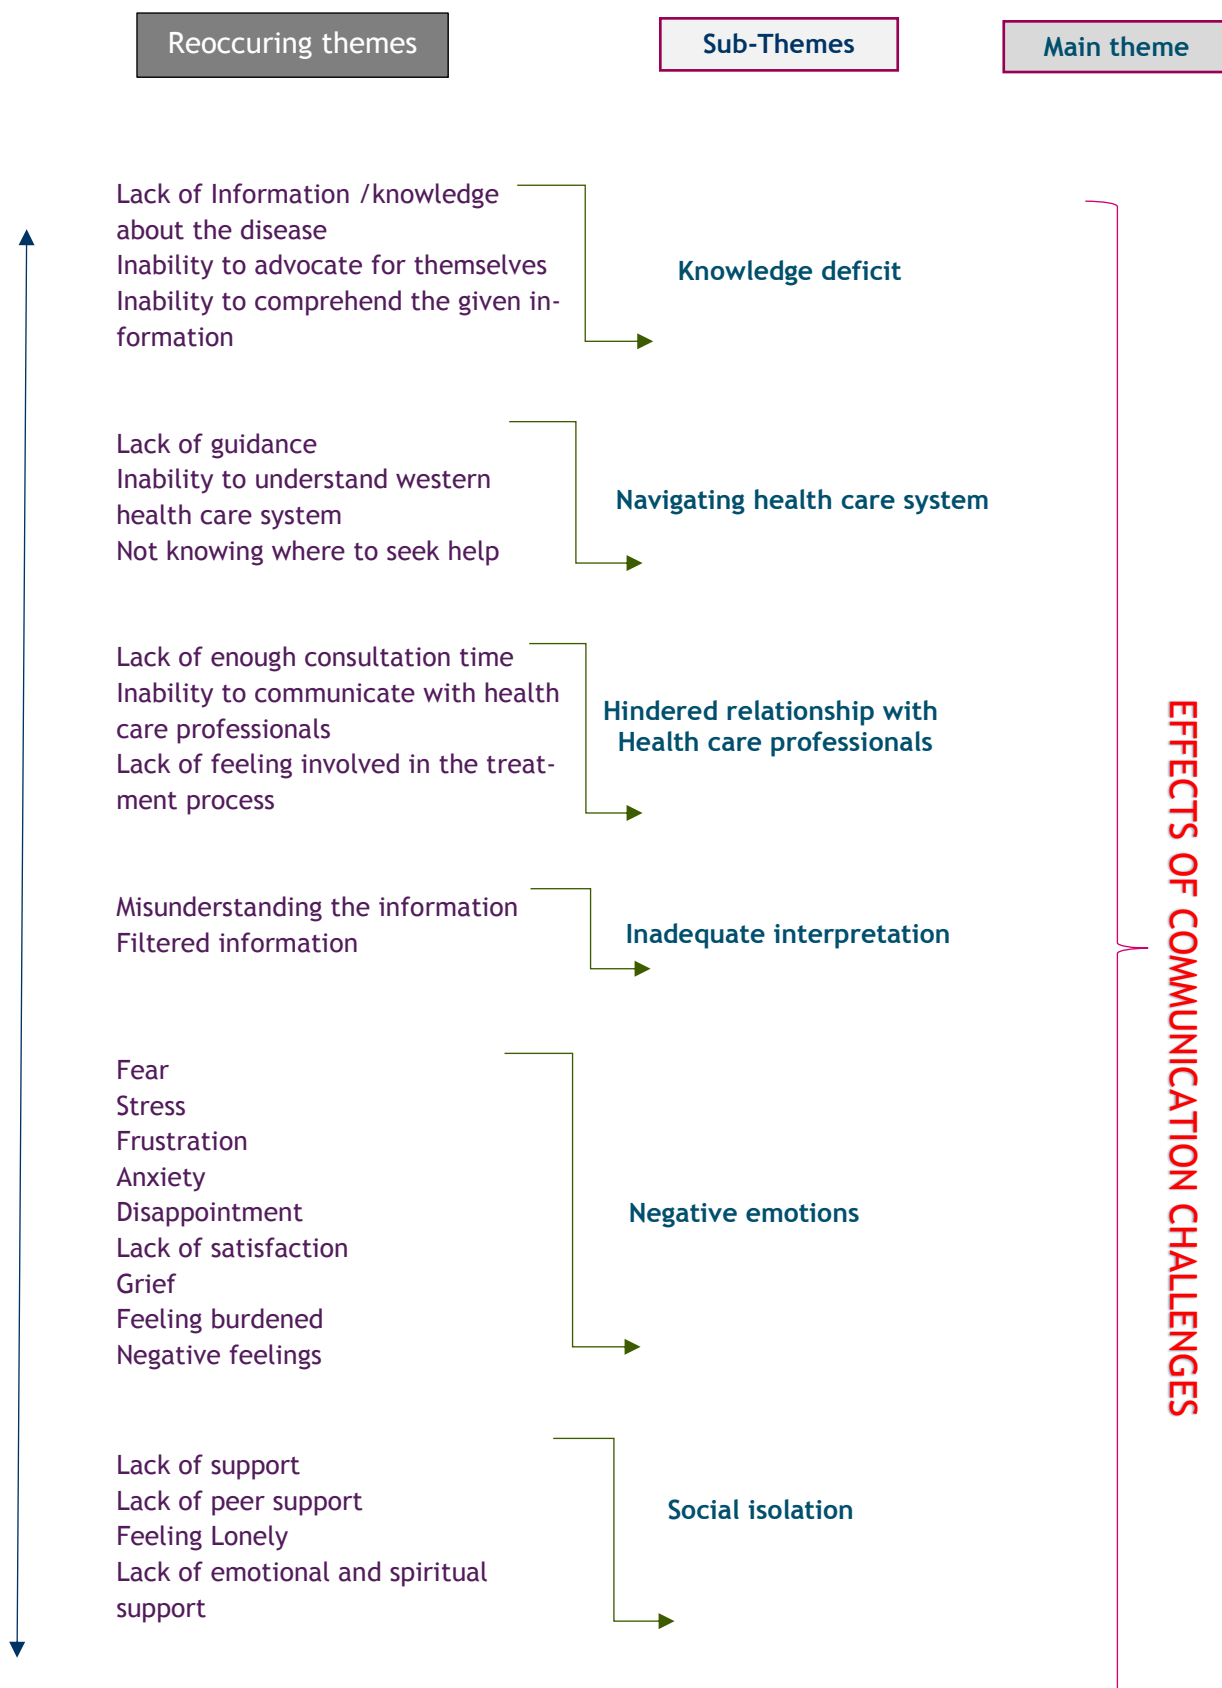 Reoccuring themes
Sub-Themes
Main theme
Lack of Information /knowledge
about the disease
Inability to advocate for themselves
Inability to comprehend the given in-
formation
Knowledge deficit
Lack of guidance
Inability to understand western
health care system
Not knowing where to seek help
Navigating health care system
Lack of enough consultation time
Inability to communicate with health
care professionals
Lack of feeling involved in the treat-
ment process
Hindered relationship with
Health care professionals
Misunderstanding the information
Filtered information
Inadequate interpretation
Fear
Stress
Frustration
Anxiety
Disappointment
Lack of satisfaction
Grief
Feeling burdened
Negative feelings
Negative emotions
Lack of support
Lack of peer support
Feeling Lonely
Lack of emotional and spiritual
support
Social isolation
EFFECTS OF COMMUNICATION CHALLENGES